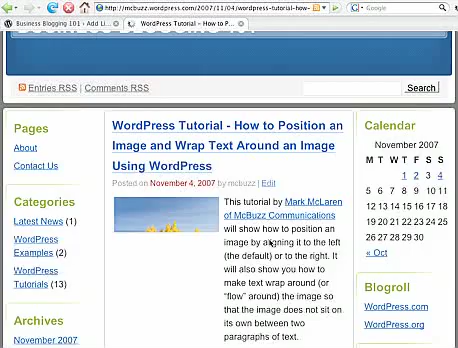 http://mcbuzz.wordpress.com/2007/11/04/wordpress-tutorial-how-
Business Blogging 101 › Add Li...
WordPress Tutorial - How to P...
BUSINESS BLOGGING 101
Entries RSS | Comments RSS
Search
Pages
About
Contact Us
Categories
Latest News (1)
WordPress
Examples (2)
WordPress
Tutorials (13)
Archives
November 2007
WordPress Tutorial - How to Position an
Image and Wrap Text Around an Image
Using WordPress
Posted on November 4, 2007 by mcbuzz | Edit
This tutorial by Mark McLaren
of McBuzz Communications
will show how to position an
image by aligning it to the left
(the default) or to the right. It
will also show you how to
make text wrap around (or
“flow” around) the image so
that the image does not sit on
its own between two
paragraphs of text.
Calendar
November 2007
M T W T F S S
1 2 3 4
5 6 7 8 9 10 11
12 13 14 15 16 17 18
19 20 21 22 23 24 25
26 27 28 29 30
« Oct
Blogroll
WordPress.com
WordPress.org